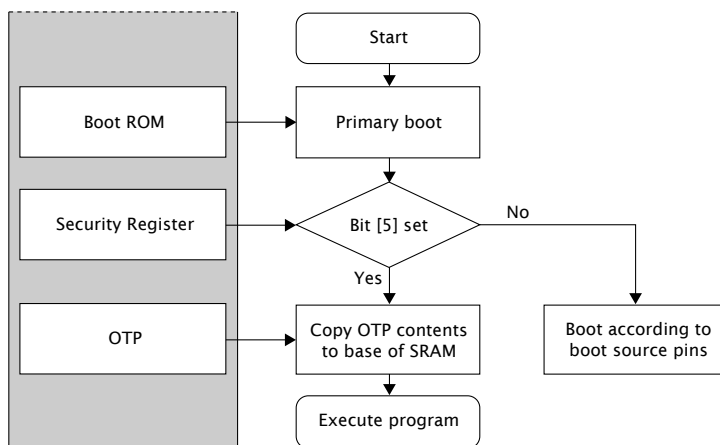 Start
Boot ROM
Primary boot
Security Register
Bit [5] set
No
Yes
OTP
Copy OTP contents
to base of SRAM
Boot according to
boot source pins
Execute program